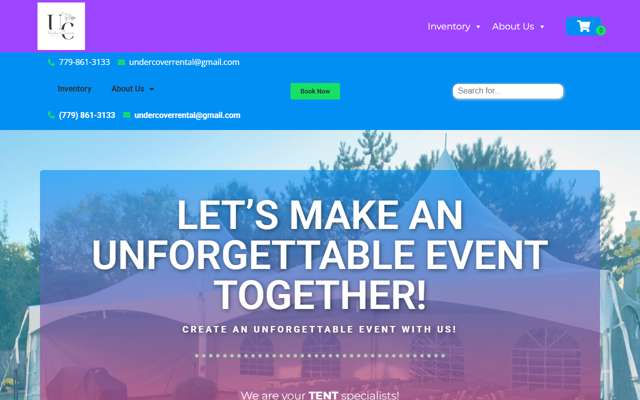 UC
Inventory About Us
779-861-3133 undercoverrental@gmail.com
Inventory About Us Book Now Search for...
(779) 861-3133 undercoverrental@gmail.com
LET’S MAKE AN
UNFORGETTABLE EVENT
TOGETHER!
CREATE AN UNFORGETTABLE EVENT WITH US!
We are your TENT specialists!